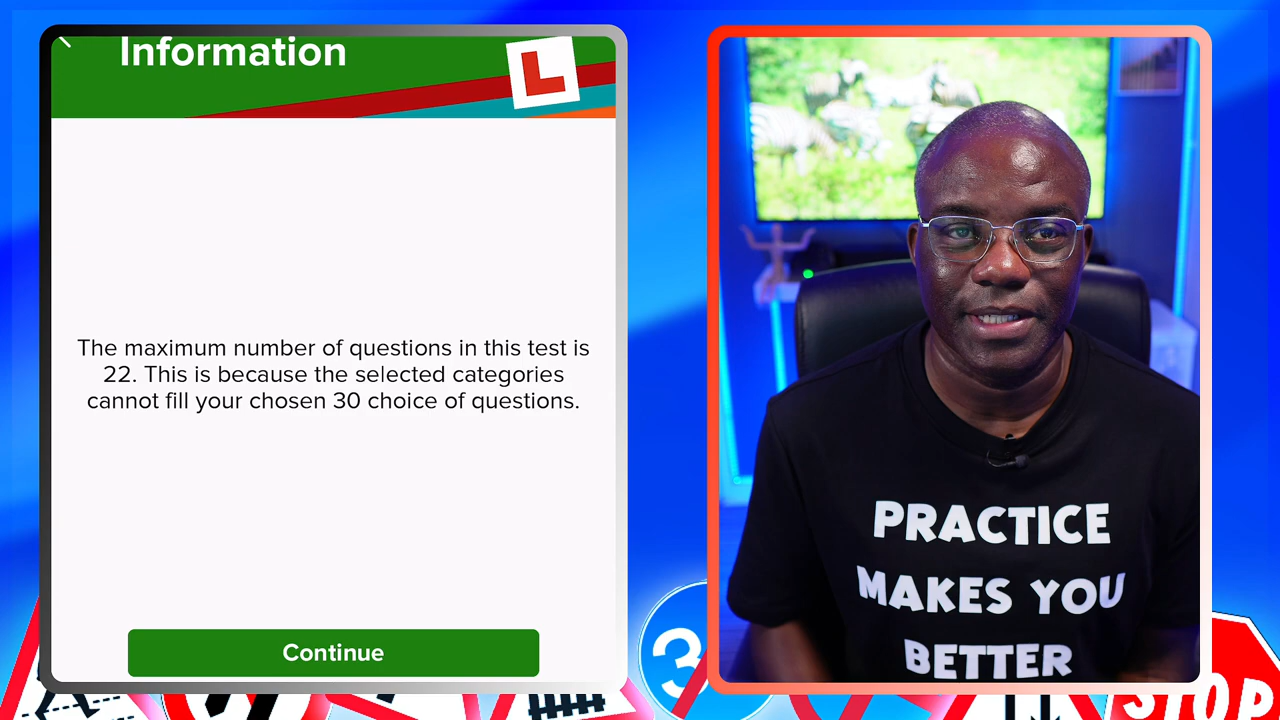 Information
L
The maximum number of questions in this test is
22. This is because the selected categories
cannot fill your chosen 30 choice of questions.
Continue
PRACTICE
MAKES YOU
BETTER
3
STOP